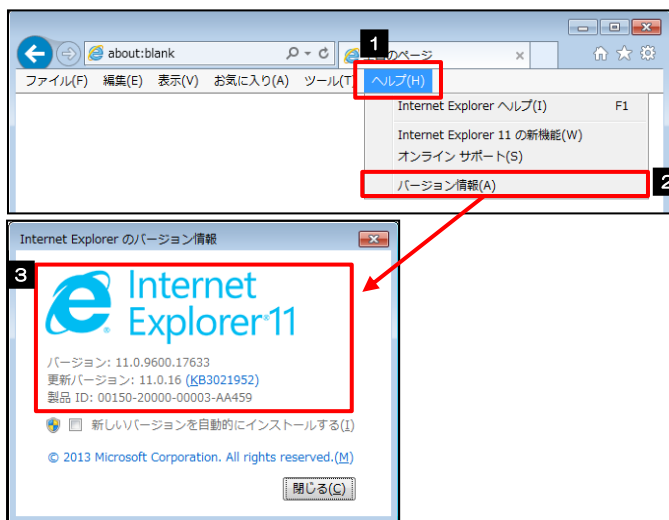 about:blank
1
のページ
ファイル(F) 編集(E) 表示(V) お気に入り(A) ツール(T) ヘルプ(H)
Internet Explorer ヘルプ(I) F1
Internet Explorer 11 の新機能(W)
オンライン サポート(S)
バージョン情報(A)
2
Internet Explorer のバージョン情報
3
Internet
Explorer®11
バージョン: 11.0.9600.17633
更新バージョン: 11.0.16 (KB3021952)
製品 ID: 00150-20000-00003-AA459
新しいバージョンを自動的にインストールする(I)
© 2013 Microsoft Corporation. All rights reserved.(M)
閉じる(C)